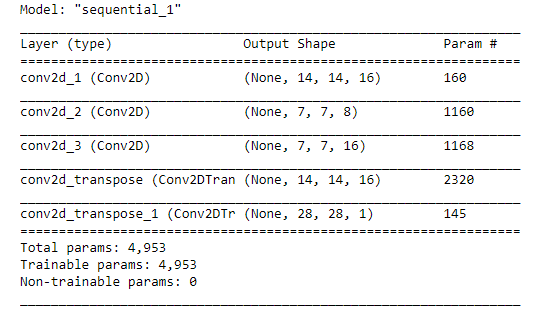 Model: "sequential_1"
Layer (type) Output Shape Param #
conv2d_1 (Conv2D) (None, 14, 14, 16) 160
conv2d_2 (Conv2D) (None, 7, 7, 8) 1160
conv2d_3 (Conv2D) (None, 7, 7, 16) 1168
conv2d_transpose (Conv2DTran (None, 14, 14, 16) 2320
conv2d_transpose_1 (Conv2DTr (None, 28, 28, 1) 145
Total params: 4,953
Trainable params: 4,953
Non-trainable params: 0